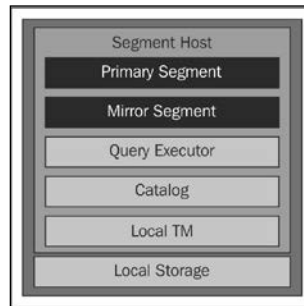 Segment Host
Primary Segment
Mirror Segment
Query Executor
Catalog
Local TM
Local Storage